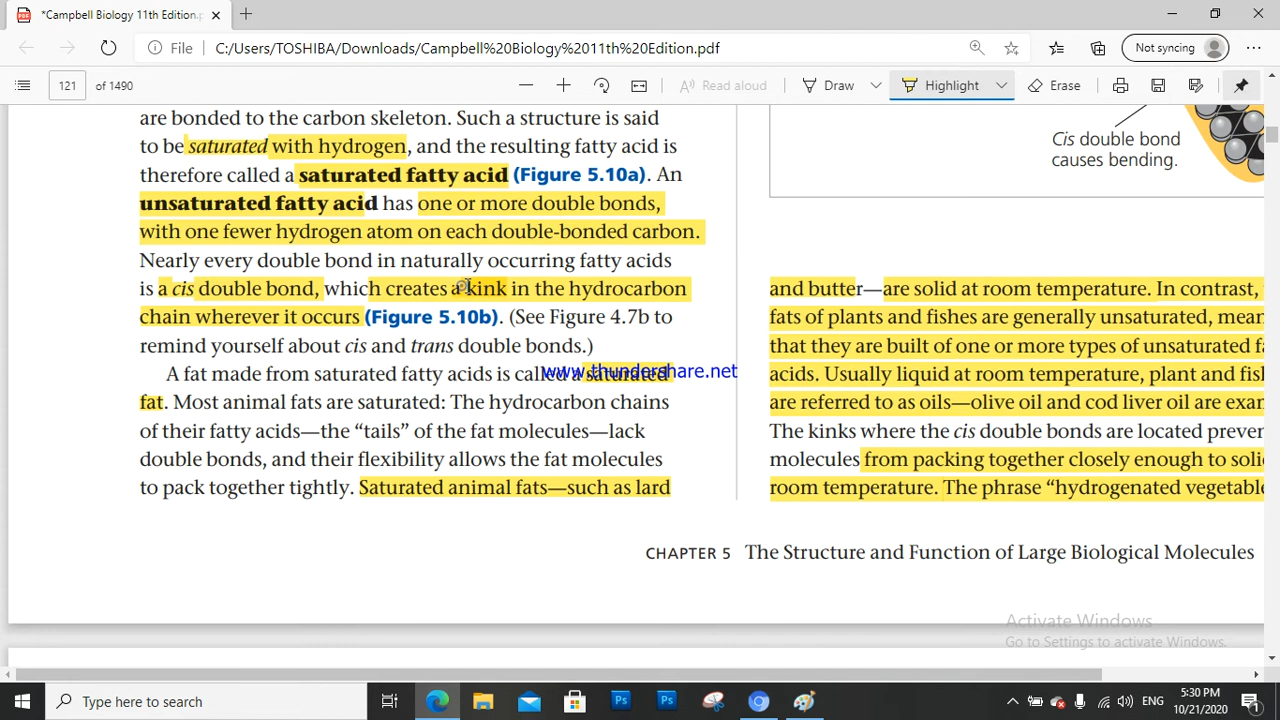 *Campbell Biology 11th Edition.p
File
C:/Users/TOSHIBA/Downloads/Campbell%20Biology%2011th%20Edition.pdf
Not syncing
121 of 1490
Read aloud
Draw
Highlight
Erase
are bonded to the carbon skeleton. Such a structure is said
to be saturated with hydrogen, and the resulting fatty acid is
therefore called a saturated fatty acid (Figure 5.10a). An
unsaturated fatty acid has one or more double bonds,
with one fewer hydrogen atom on each double-bonded carbon.
Nearly every double bond in naturally occurring fatty acids
is a cis double bond, which creates a kink in the hydrocarbon
chain wherever it occurs (Figure 5.10b). (See Figure 4.7b to
remind yourself about cis and trans double bonds.)
A fat made from saturated fatty acids is called a saturated
www.thundershare.net
fat. Most animal fats are saturated: The hydrocarbon chains
of their fatty acids—the “tails” of the fat molecules—lack
double bonds, and their flexibility allows the fat molecules
to pack together tightly. Saturated animal fats—such as lard
Cis double bond
causes bending.
and butter—are solid at room temperature. In contrast,
fats of plants and fishes are generally unsaturated, mean
that they are built of one or more types of unsaturated fa
acids. Usually liquid at room temperature, plant and fish
are referred to as oils—olive oil and cod liver oil are exam
The kinks where the cis double bonds are located preven
molecules from packing together closely enough to solid
room temperature. The phrase “hydrogenated vegetable
CHAPTER 5 The Structure and Function of Large Biological Molecules
Activate Windows
Go to Settings to activate Windows.
Type here to search
ENG
5:30 PM
10/21/2020